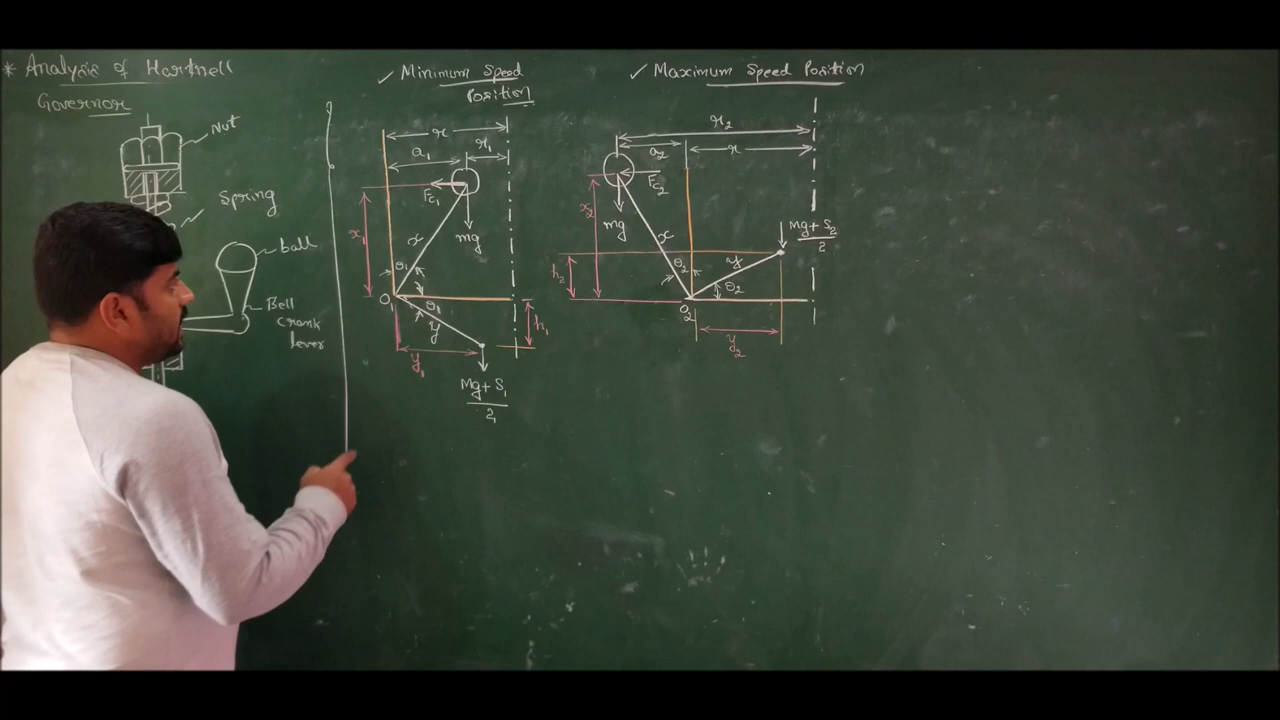 * Analysis of Hartnell
Governor
Nut
Spring
ball
Bell
crank
lever
✓ Minimum Speed
Position
r
a₁
r₁
Fc₁
mg
x₁
x
θ₁
O₁
θ₁
y
h₁
y₁
Mg + S₁
2
✓ Maximum Speed Position
r₂
a₂
r
Fc₂
mg
x₂
x
Mg + S₂
2
h₂
θ₂
y
θ₂
O₂
y₂